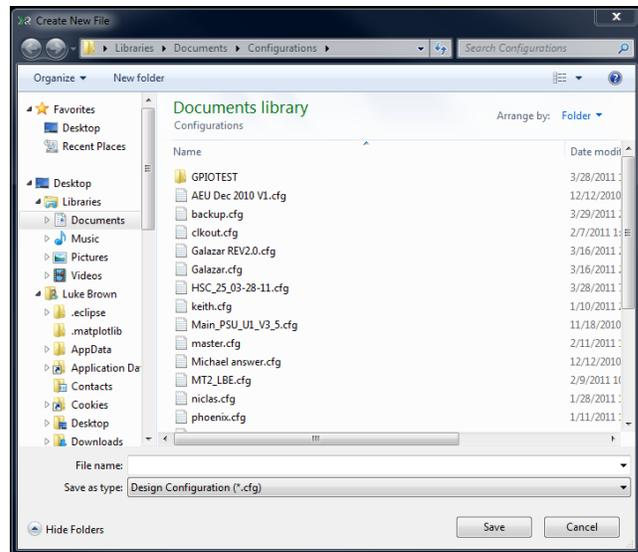 XR Create New File
Libraries Documents Configurations Search Configurations
Organize New folder
Documents library
Configurations
Arrange by: Folder
Favorites
Desktop
Recent Places
Desktop
Libraries
Documents
Music
Pictures
Videos
Luke Brown
.eclipse
.matplotlib
AppData
Application Da
Contacts
Cookies
Desktop
Downloads
Name Date modif
GPIOTEST 3/28/2011
AEU Dec 2010 V1.cfg 12/12/2010
backup.cfg 3/29/2011
clkout.cfg 2/7/2011
Galazar REV2.0.cfg 3/16/2011
Galazar.cfg 3/16/2011
HSC_25_03-28-11.cfg 3/28/2011
keith.cfg 1/10/2011
Main_PSU_U1_V3_5.cfg 11/18/2010
master.cfg 2/11/2011
Michael answer.cfg 12/12/2010
MT2_LBE.cfg 2/9/2011
niclas.cfg 1/28/2011
phoenix.cfg 1/11/2011
File name:
Save as type: Design Configuration (*.cfg)
Hide Folders Save Cancel